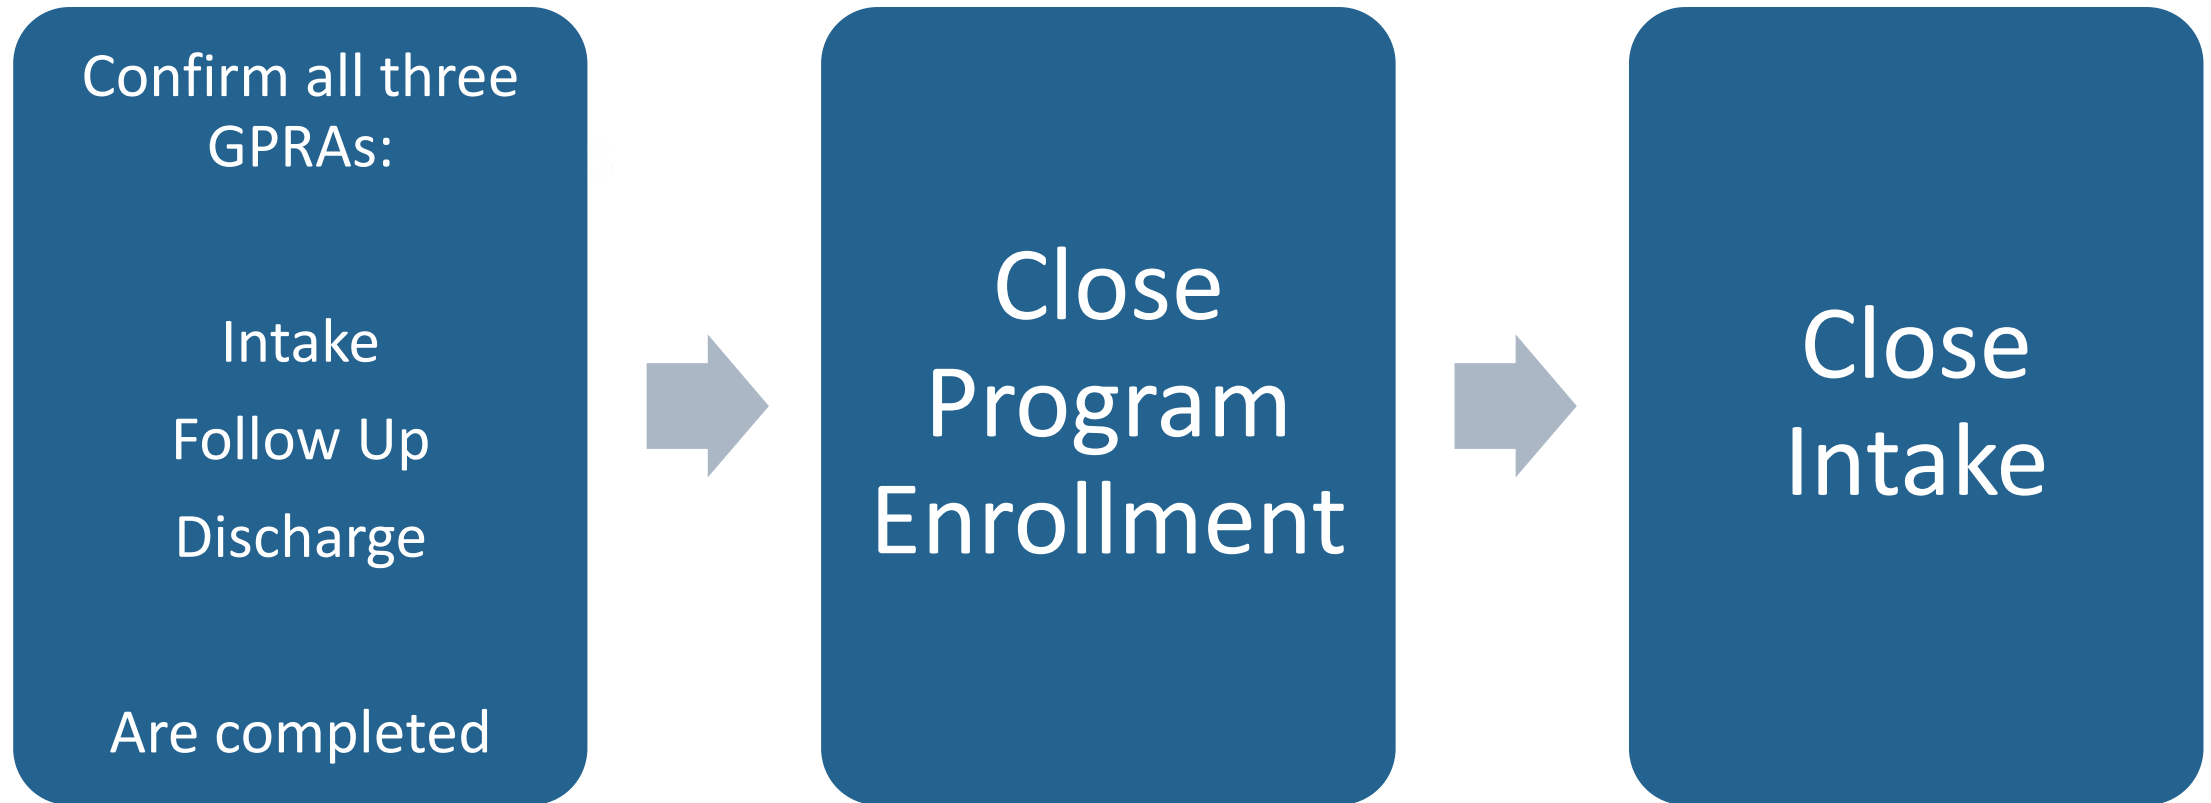 Confirm all three
GPRAs:
Intake
Follow Up
Discharge
Are completed
Close
Program
Enrollment
Close
Intake